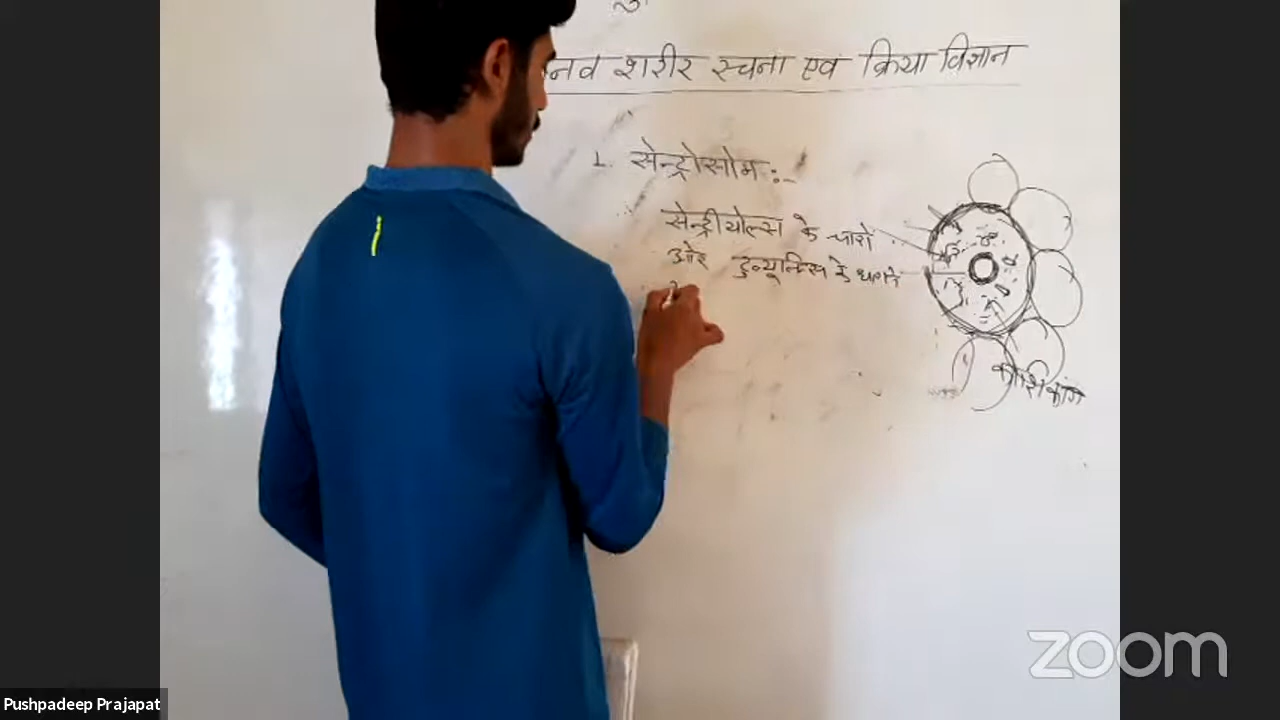 नव शरीर रचना एवं क्रिया विज्ञान
1. सेन्ट्रोसोम :-
सेन्ट्रीयोल्स के चारो
ओर के धागे
कोशिकांग
Pushpadeep Prajapat
zoom